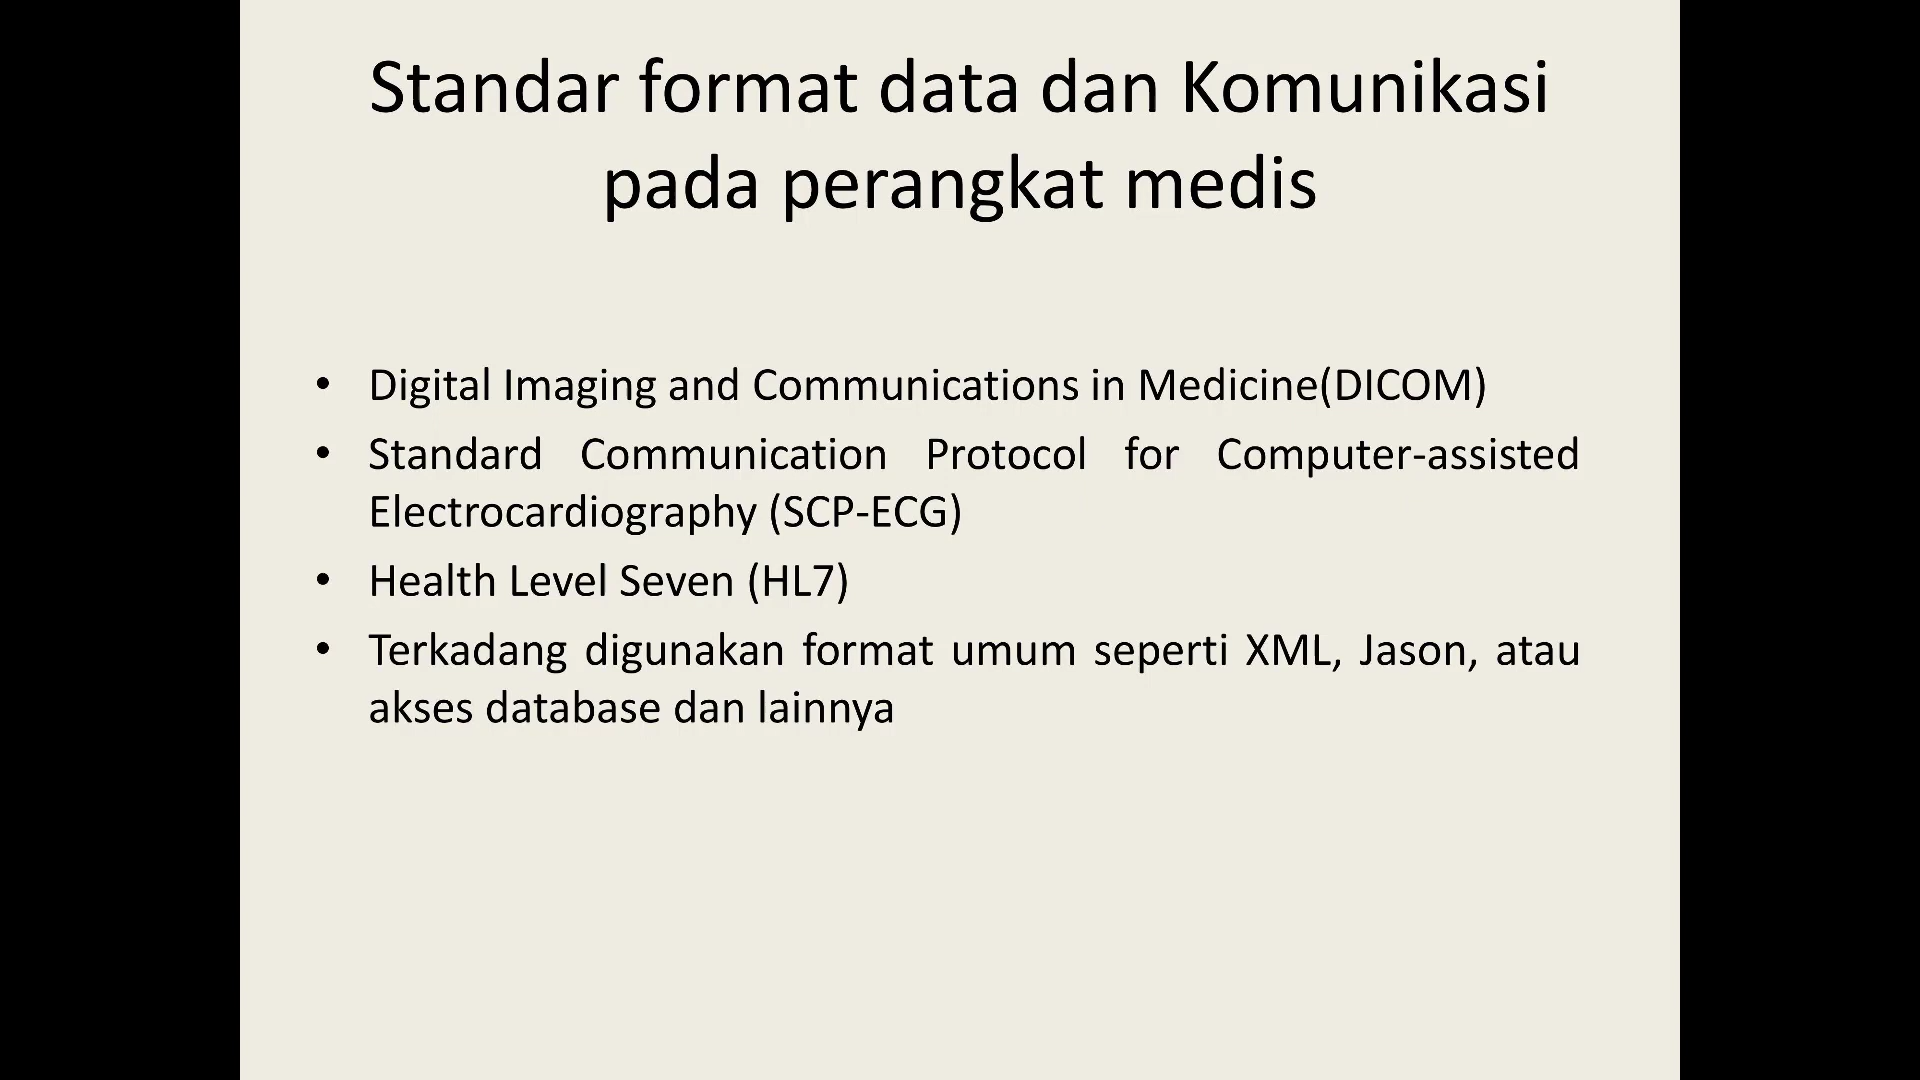 Standar format data dan Komunikasi
pada perangkat medis
• Digital Imaging and Communications in Medicine(DICOM)
• Standard Communication Protocol for Computer-assisted
Electrocardiography (SCP-ECG)
• Health Level Seven (HL7)
• Terkadang digunakan format umum seperti XML, Jason, atau
akses database dan lainnya